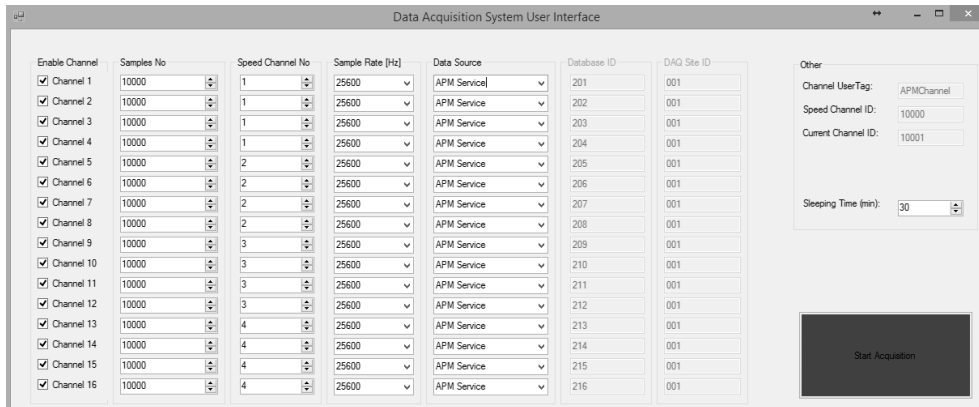 Data Acquisition System User Interface
Enable Channel Samples No Speed Channel No Sample Rate [Hz] Data Source Database ID DAQ Site ID Other
Channel 1 10000 1 25600 APM Service 201 001 Channel UserTag: APMChannel
Channel 2 10000 1 25600 APM Service 202 001 Speed Channel ID: 10000
Channel 3 10000 1 25600 APM Service 203 001 Current Channel ID: 10001
Channel 4 10000 1 25600 APM Service 204 001
Channel 5 10000 2 25600 APM Service 205 001
Channel 6 10000 2 25600 APM Service 206 001
Channel 7 10000 2 25600 APM Service 207 001 Sleeping Time (min): 30
Channel 8 10000 2 25600 APM Service 208 001
Channel 9 10000 3 25600 APM Service 209 001
Channel 10 10000 3 25600 APM Service 210 001
Channel 11 10000 3 25600 APM Service 211 001
Channel 12 10000 3 25600 APM Service 212 001
Channel 13 10000 4 25600 APM Service 213 001
Channel 14 10000 4 25600 APM Service 214 001 Start Acquisition
Channel 15 10000 4 25600 APM Service 215 001
Channel 16 10000 4 25600 APM Service 216 001